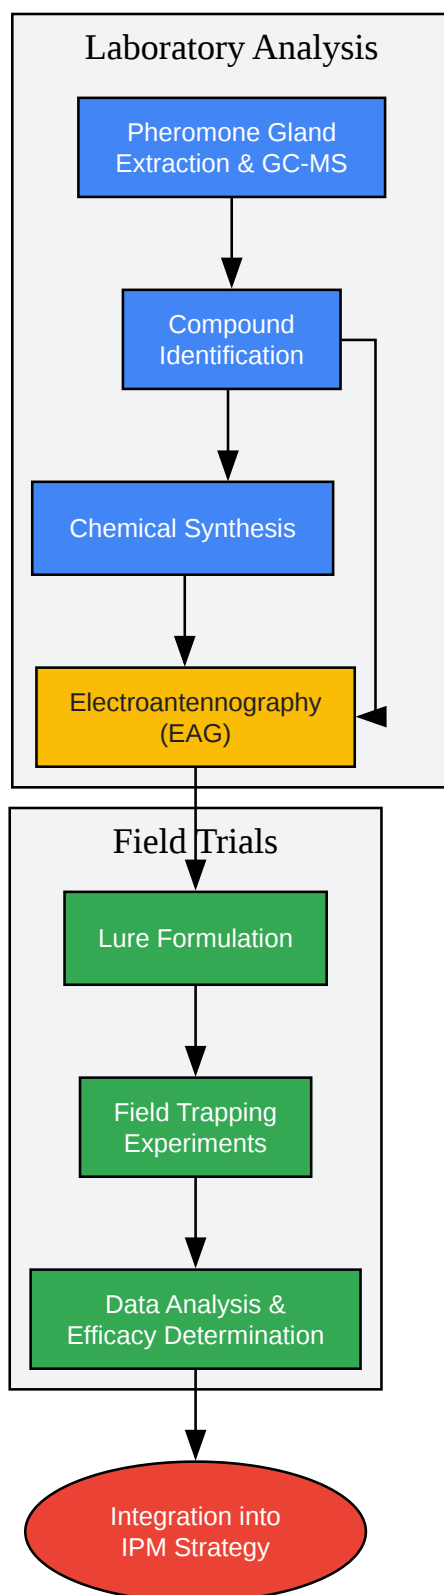 Laboratory Analysis
Pheromone Gland
Extraction & GC-MS
Compound
Identification
Chemical Synthesis
Electroantennography
(EAG)
Field Trials
Lure Formulation
Field Trapping
Experiments
Data Analysis &
Efficacy Determination
Integration into
IPM Strategy